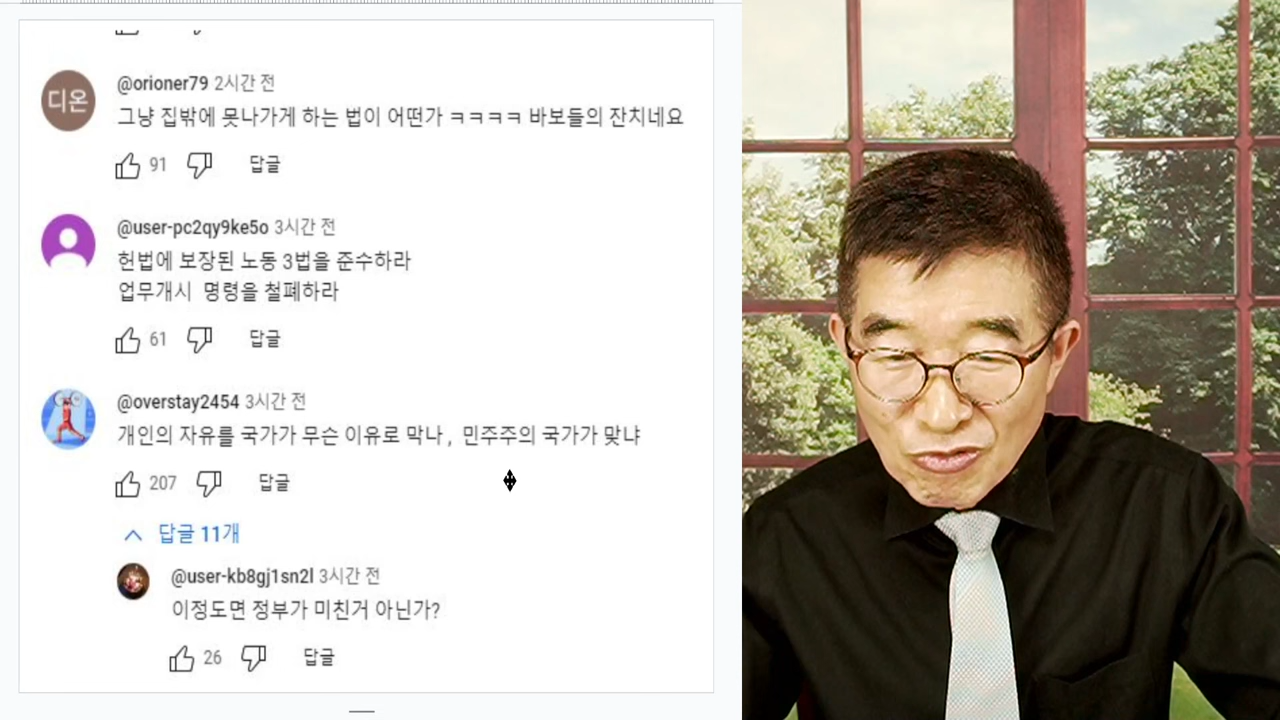 디온
@orioner79 2시간 전
그냥 집밖에 못나가게 하는 법이 어떤가 ㅋㅋㅋㅋ 바보들의 잔치네요
91 답글
@user-pc2qy9ke5o 3시간 전
헌법에 보장된 노동 3법을 준수하라
업무개시 명령을 철폐하라
61 답글
@overstay2454 3시간 전
개인의 자유를 국가가 무슨 이유로 막나, 민주주의 국가가 맞냐
207 답글
답글 11개
@user-kb8gj1sn2l 3시간 전
이정도면 정부가 미친거 아닌가?
26 답글